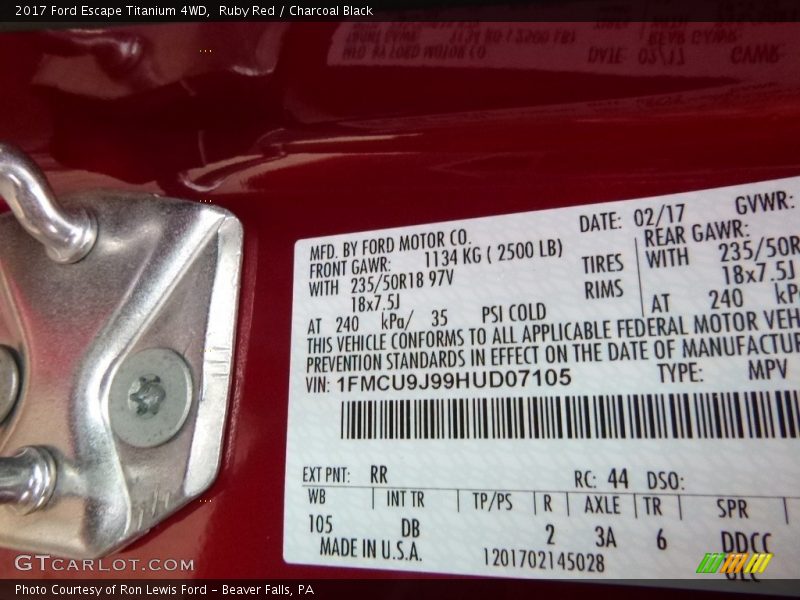 2017 Ford Escape Titanium 4WD, Ruby Red / Charcoal Black
MFD. BY FORD MOTOR CO.
DATE: 02/17
GVWR:
FRONT GAWR: 1134 KG ( 2500 LB)
REAR GAWR:
WITH 235/50R18 97V
TIRES WITH 235/50R
18x7.5J
RIMS 18x7.5J
AT 240 kPa/ 35 PSI COLD
AT 240 kP
THIS VEHICLE CONFORMS TO ALL APPLICABLE FEDERAL MOTOR VEH
PREVENTION STANDARDS IN EFFECT ON THE DATE OF MANUFACTUR
VIN: 1FMCU9J99HUD07105
TYPE: MPV
EXT PNT: RR
RC: 44 DSO:
WB INT TR TP/PS R AXLE TR SPR
105 DB 2 3A 6 DDCC
MADE IN U.S.A.
1201702145028
GTCARLOT.COM
Photo Courtesy of Ron Lewis Ford - Beaver Falls, PA